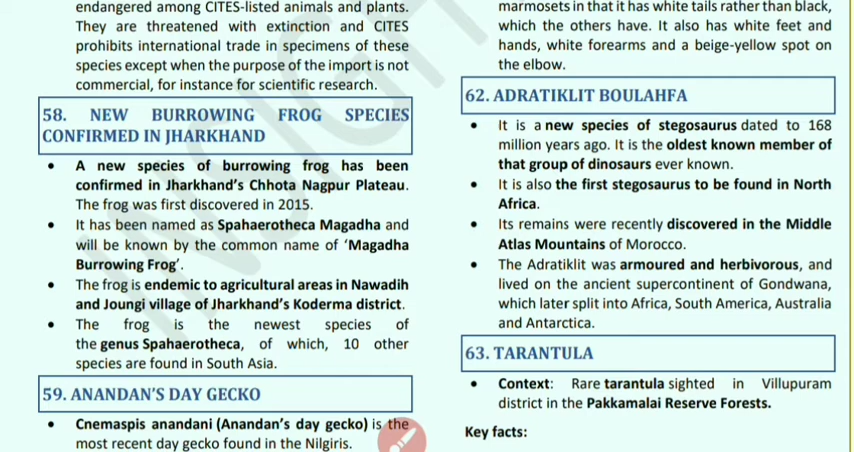 endangered among CITES-listed animals and plants.
They are threatened with extinction and CITES
prohibits international trade in specimens of these
species except when the purpose of the import is not
commercial, for instance for scientific research.
58. NEW BURROWING FROG SPECIES
CONFIRMED IN JHARKHAND
• A new species of burrowing frog has been
confirmed in Jharkhand's Chhota Nagpur Plateau.
The frog was first discovered in 2015.
• It has been named as Spahaerotheca Magadha and
will be known by the common name of 'Magadha
Burrowing Frog'.
• The frog is endemic to agricultural areas in Nawadih
and Joungi village of Jharkhand's Koderma district.
• The frog is the newest species of
the genus Spahaerotheca, of which, 10 other
species are found in South Asia.
59. ANANDAN'S DAY GECKO
• Cnemaspis anandani (Anandan's day gecko) is the
most recent day gecko found in the Nilgiris.
marmosets in that it has white tails rather than black,
which the others have. It also has white feet and
hands, white forearms and a beige-yellow spot on
the elbow.
62. ADRATIKLIT BOULAHFA
• It is a new species of stegosaurus dated to 168
million years ago. It is the oldest known member of
that group of dinosaurs ever known.
• It is also the first stegosaurus to be found in North
Africa.
• Its remains were recently discovered in the Middle
Atlas Mountains of Morocco.
• The Adratiklit was armoured and herbivorous, and
lived on the ancient supercontinent of Gondwana,
which later split into Africa, South America, Australia
and Antarctica.
63. TARANTULA
• Context: Rare tarantula sighted in Villupuram
district in the Pakkamalai Reserve Forests.
Key facts: